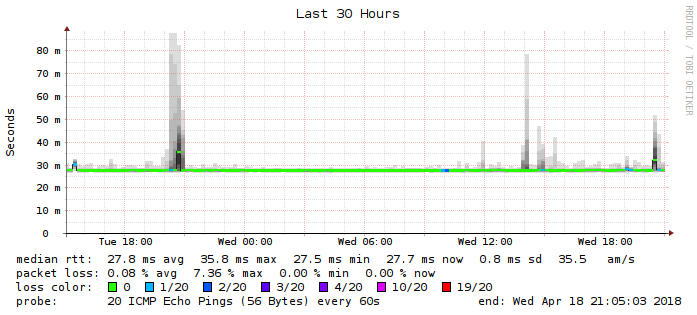 Last 30 Hours
RRDTOOL / TOBI OETIKER
Seconds
80 m
70 m
60 m
50 m
40 m
30 m
20 m
10 m
0
Tue 18:00 Wed 00:00 Wed 06:00 Wed 12:00 Wed 18:00
median rtt: 27.8 ms avg 35.8 ms max 27.5 ms min 27.7 ms now 0.8 ms sd 35.5 am/s
packet loss: 0.08 % avg 7.36 % max 0.00 % min 0.00 % now
loss color: 0 1/20 2/20 3/20 4/20 10/20 19/20
probe: 20 ICMP Echo Pings (56 Bytes) every 60s end: Wed Apr 18 21:05:03 2018